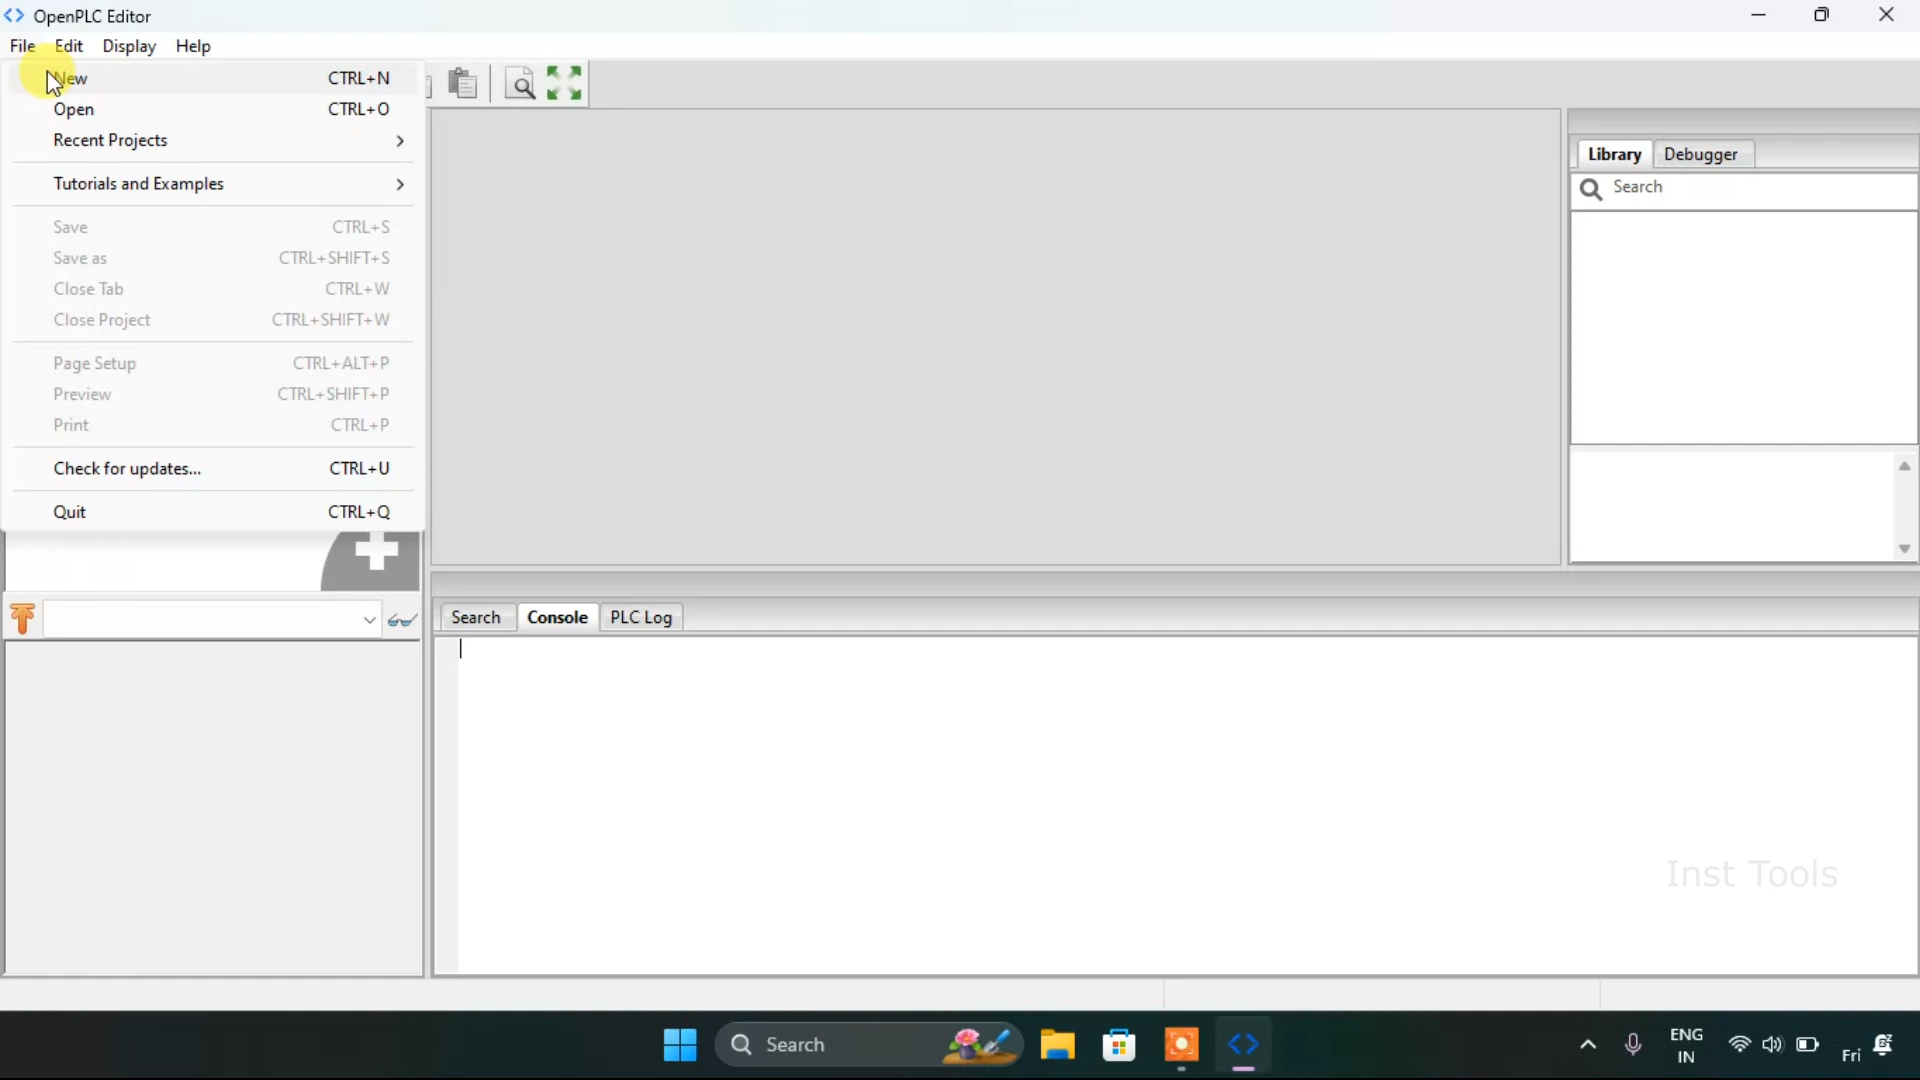 OpenPLC Editor
File Edit Display Help
New CTRL+N
Open CTRL+O
Recent Projects
Tutorials and Examples
Save CTRL+S
Save as CTRL+SHIFT+S
Close Tab CTRL+W
Close Project CTRL+SHIFT+W
Page Setup CTRL+ALT+P
Preview CTRL+SHIFT+P
Print CTRL+P
Check for updates... CTRL+U
Quit CTRL+Q
Library Debugger
Search
Search Console PLC Log
Inst Tools
Search
ENG
IN
Fri